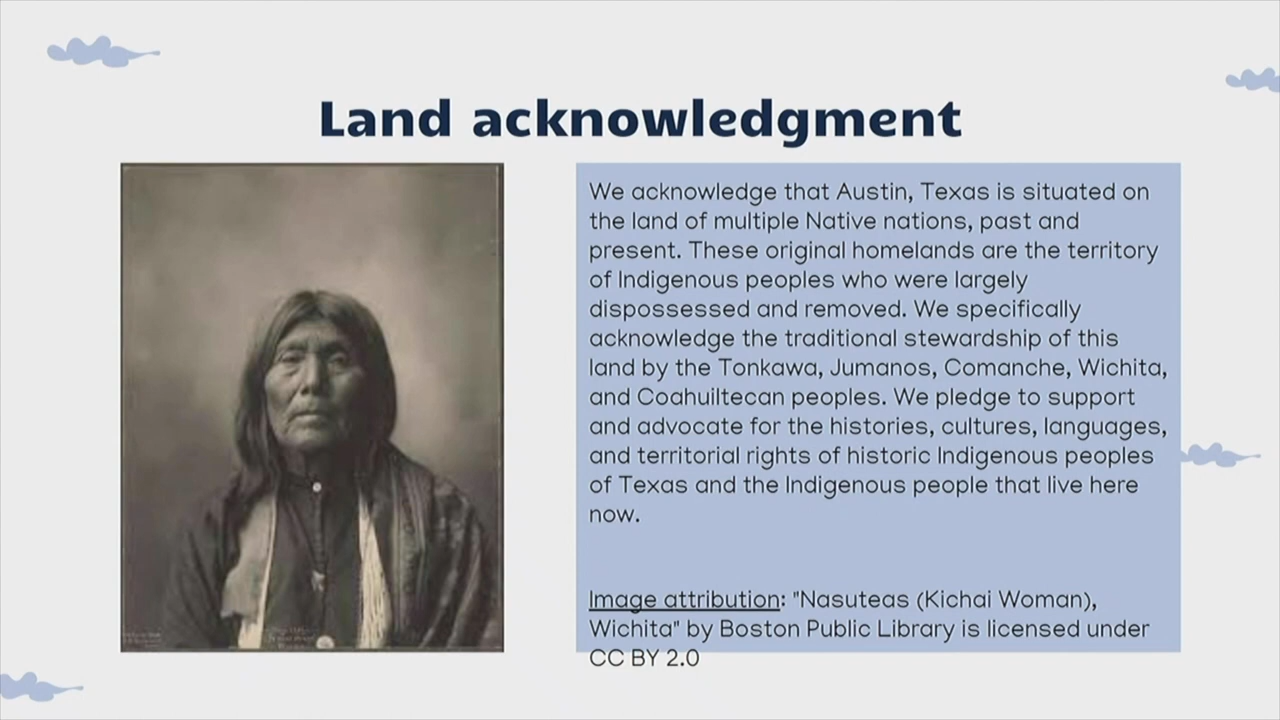 Land acknowledgment
We acknowledge that Austin, Texas is situated on
the land of multiple Native nations, past and
present. These original homelands are the territory
of Indigenous peoples who were largely
dispossessed and removed. We specifically
acknowledge the traditional stewardship of this
land by the Tonkawa, Jumanos, Comanche, Wichita,
and Coahuiltecan peoples. We pledge to support
and advocate for the histories, cultures, languages,
and territorial rights of historic Indigenous peoples
of Texas and the Indigenous people that live here
now.
Image attribution: "Nasuteas (Kichai Woman),
Wichita" by Boston Public Library is licensed under
CC BY 2.0